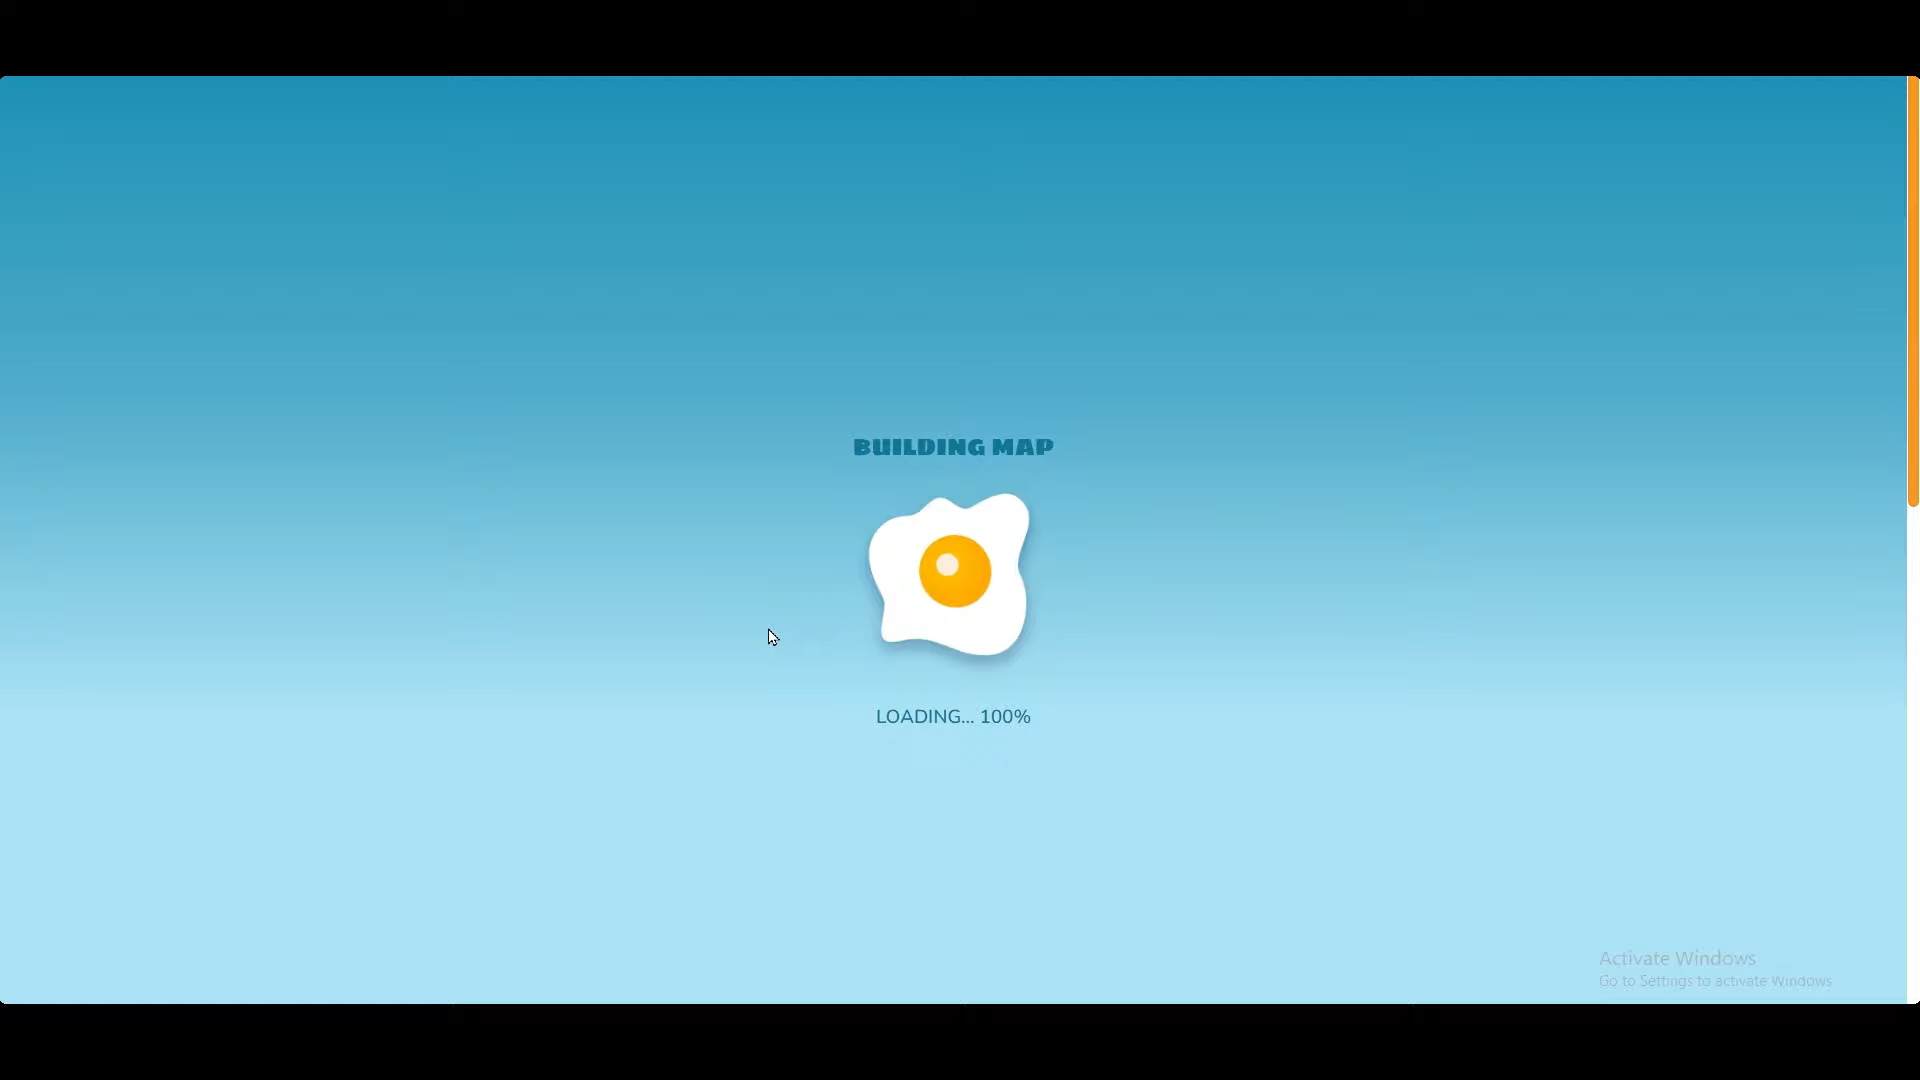 BUILDING MAP
LOADING... 100%
Activate Windows
Go to Settings to activate Windows